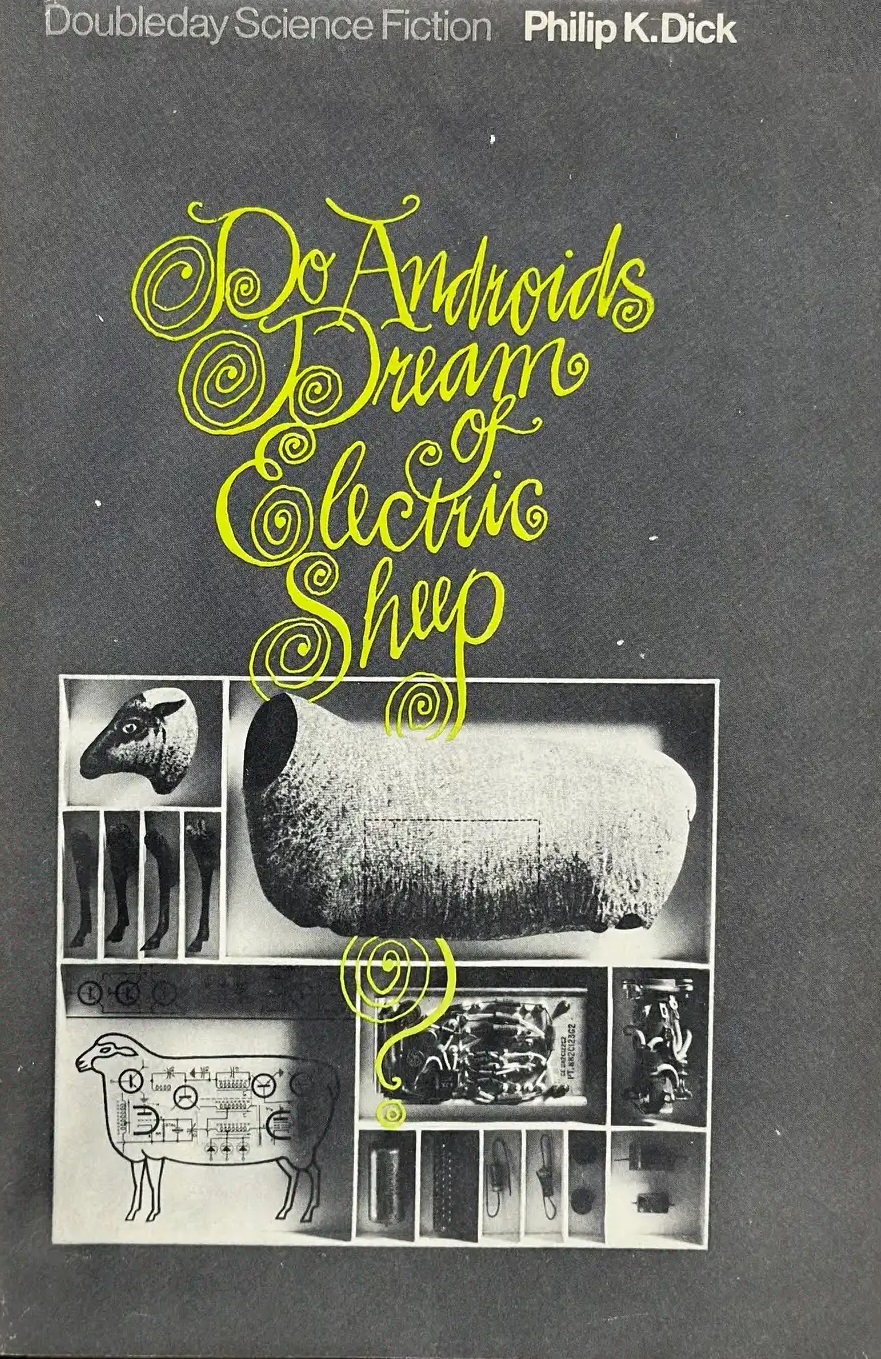 Doubleday Science Fiction Philip K. Dick
Do Androids
Dream
of
Electric
Sheep
?